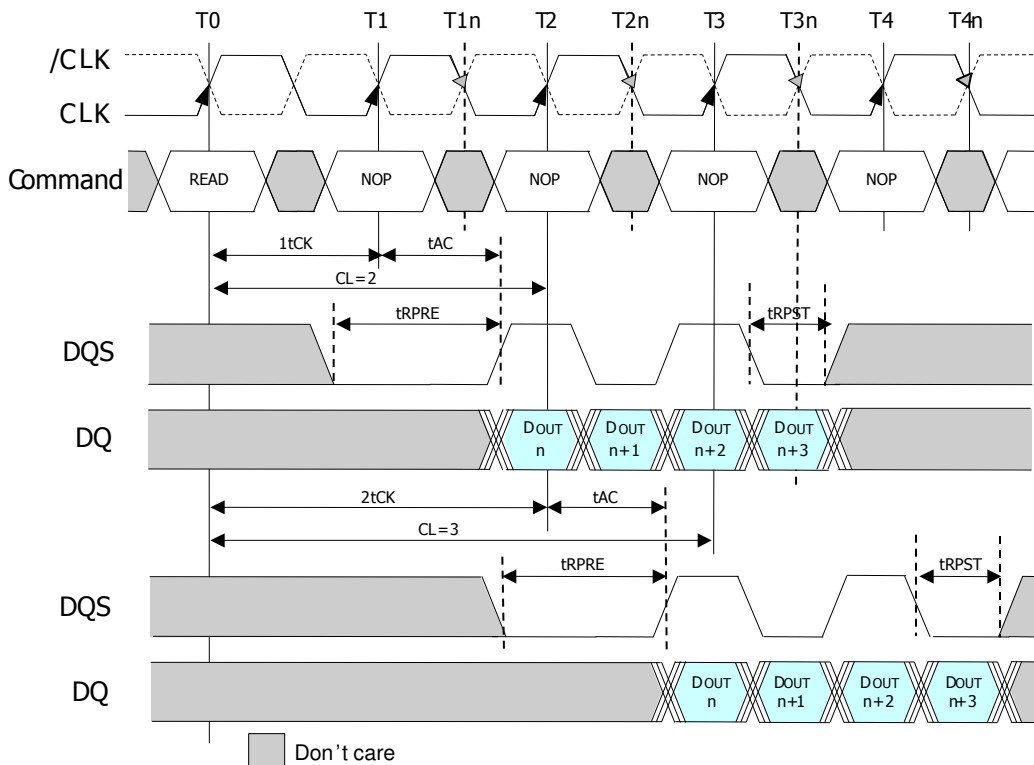 T0 T1 T1n T2 T2n T3 T3n T4 T4n
/CLK
CLK
Command READ NOP NOP NOP NOP
1tCK tAC
CL=2
tRPRE tRPST
DQS
DQ
DOUT n
DOUT n+1
DOUT n+2
DOUT n+3
2tCK tAC
CL=3
tRPRE tRPST
DQS
DQ
DOUT n
DOUT n+1
DOUT n+2
DOUT n+3
Don't care